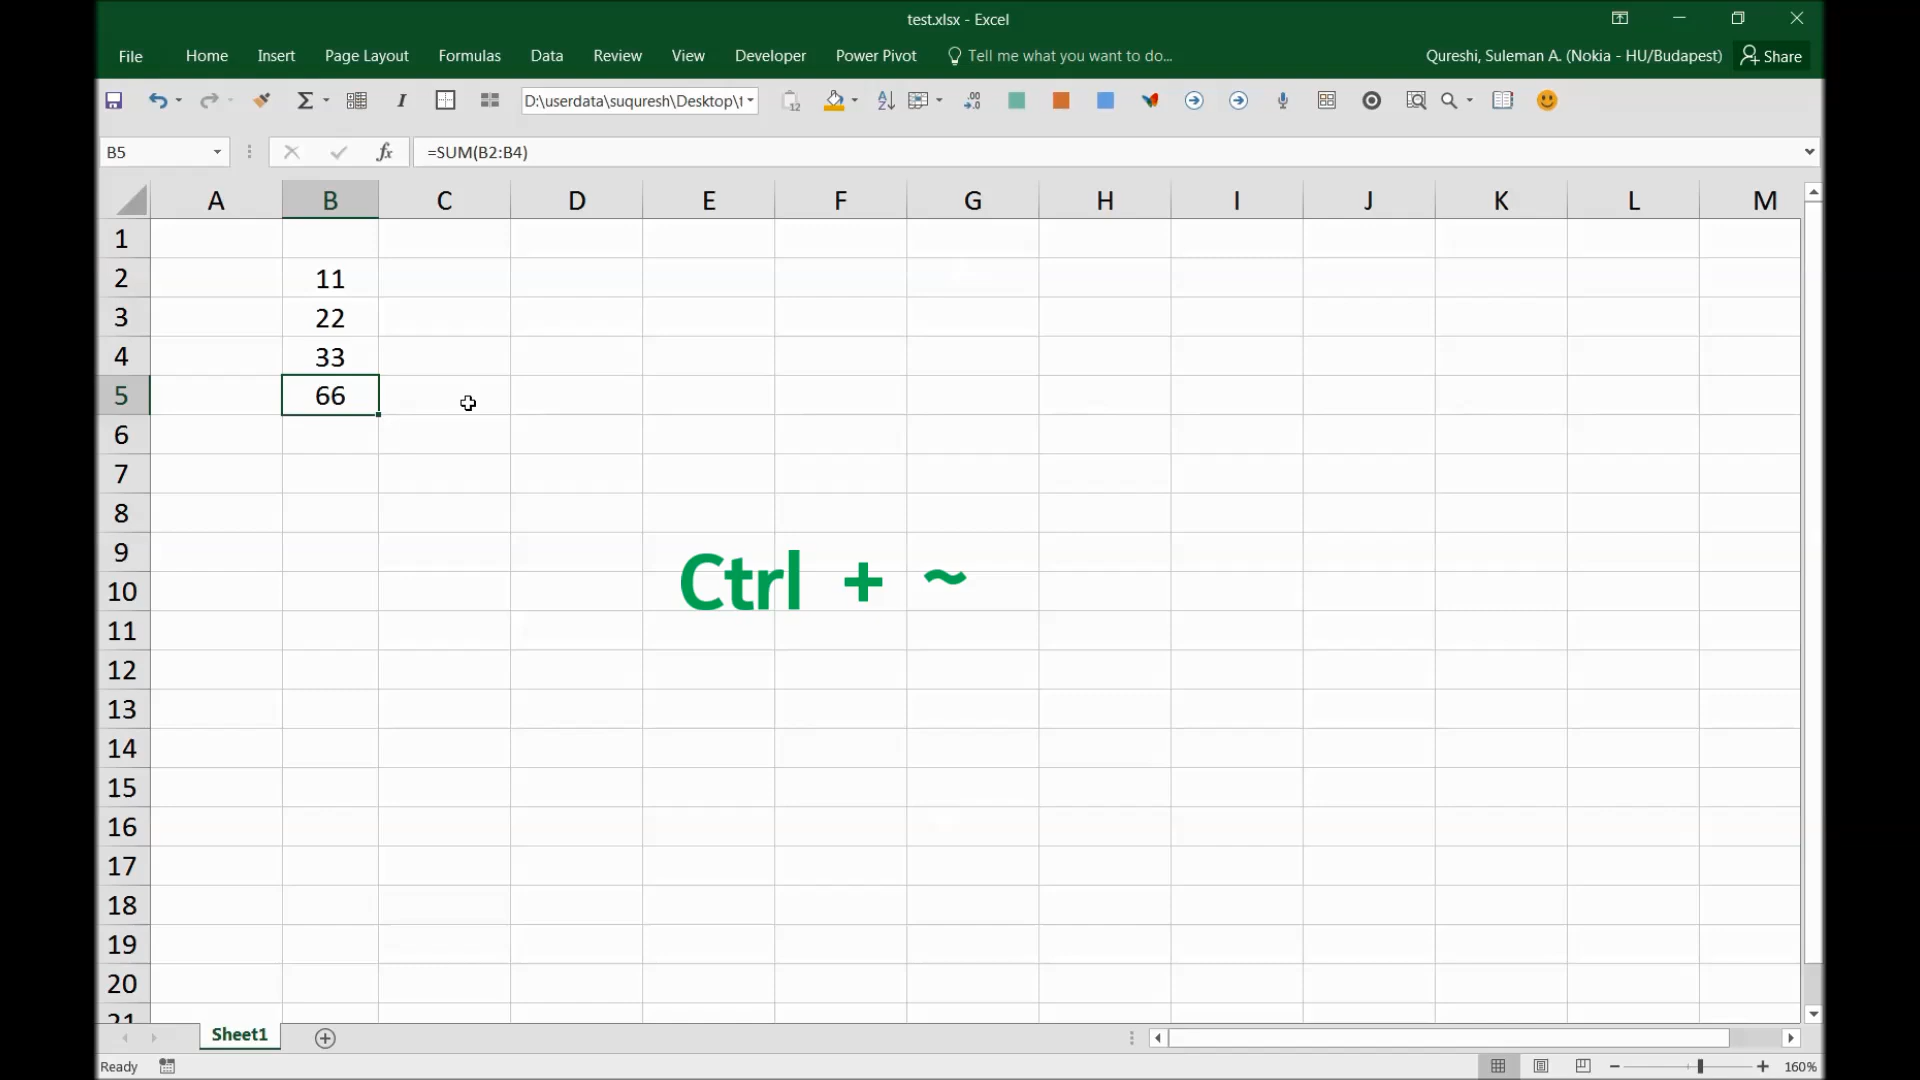 test.xlsx - Excel
File Home Insert Page Layout Formulas Data Review View Developer Power Pivot Tell me what you want to do... Qureshi, Suleman A. (Nokia - HU/Budapest) Share
D:\userdata\suquresh\Desktop\t
B5 fx =SUM(B2:B4)
A B C D E F G H I J K L M
1
2 11
3 22
4 33
5 66
6
7
8
9
Ctrl + ~
10
11
12
13
14
15
16
17
18
19
20
21
Sheet1
Ready 160%